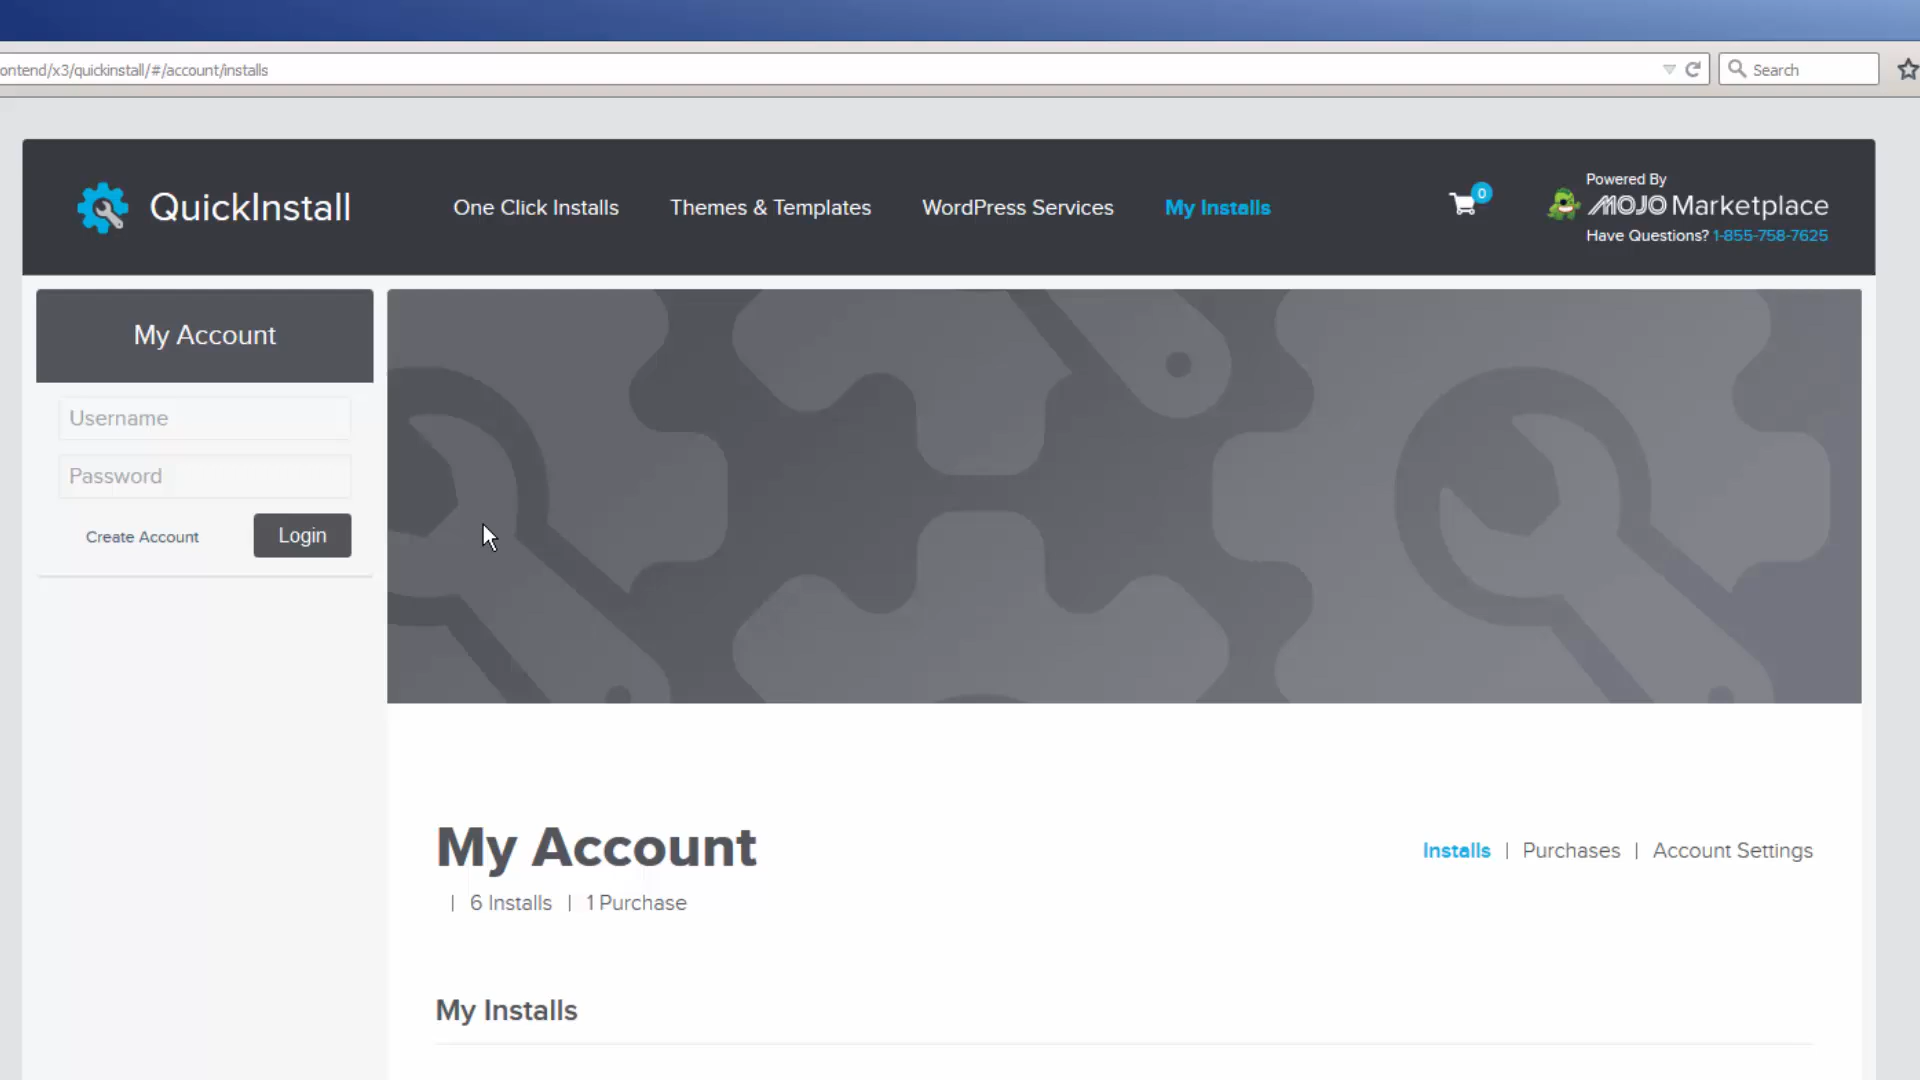 ontend/x3/quickinstall/#/account/installs
Search
QuickInstall
One Click Installs
Themes & Templates
WordPress Services
My Installs
0
Powered By
MOJO Marketplace
Have Questions? 1-855-758-7625
My Account
Username
Password
Create Account
Login
My Account
Installs | Purchases | Account Settings
| 6 Installs | 1 Purchase
My Installs